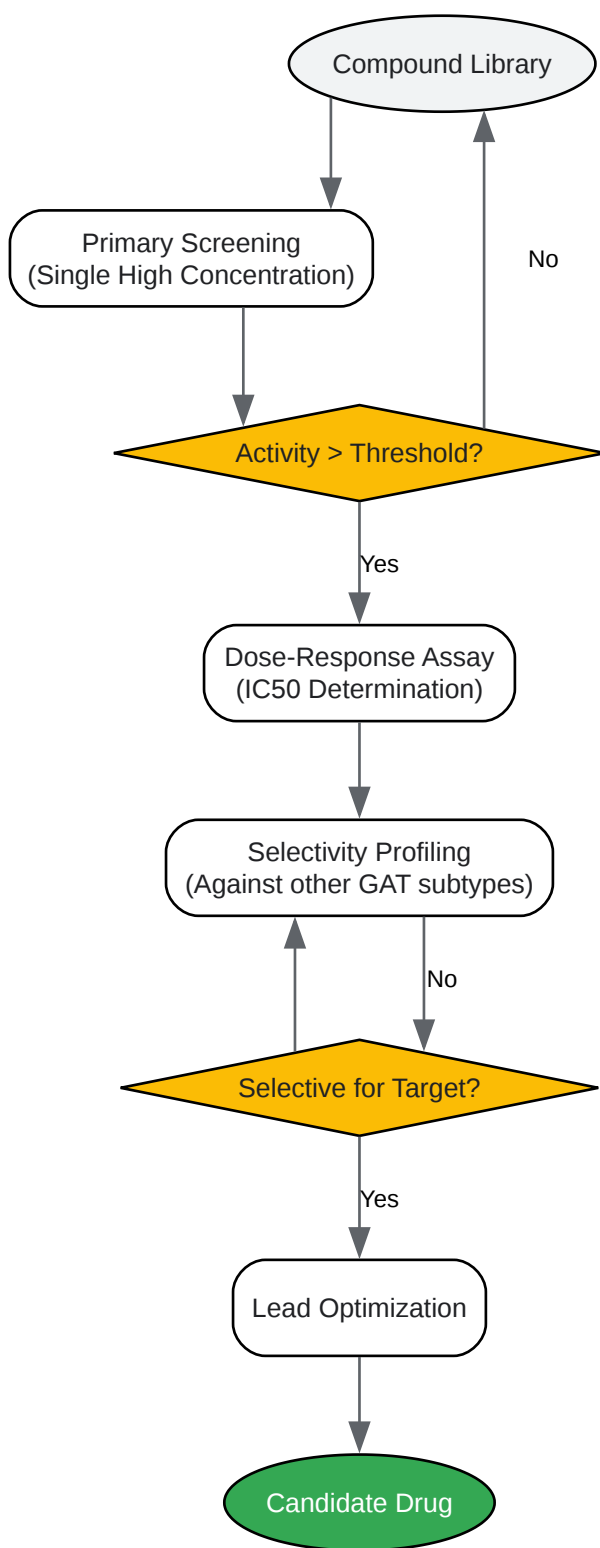 Compound Library
Primary Screening
(Single High Concentration)
No
Activity > Threshold?
Yes
Dose-Response Assay
(IC50 Determination)
Selectivity Profiling
(Against other GAT subtypes)
No
Selective for Target?
Yes
Lead Optimization
Candidate Drug